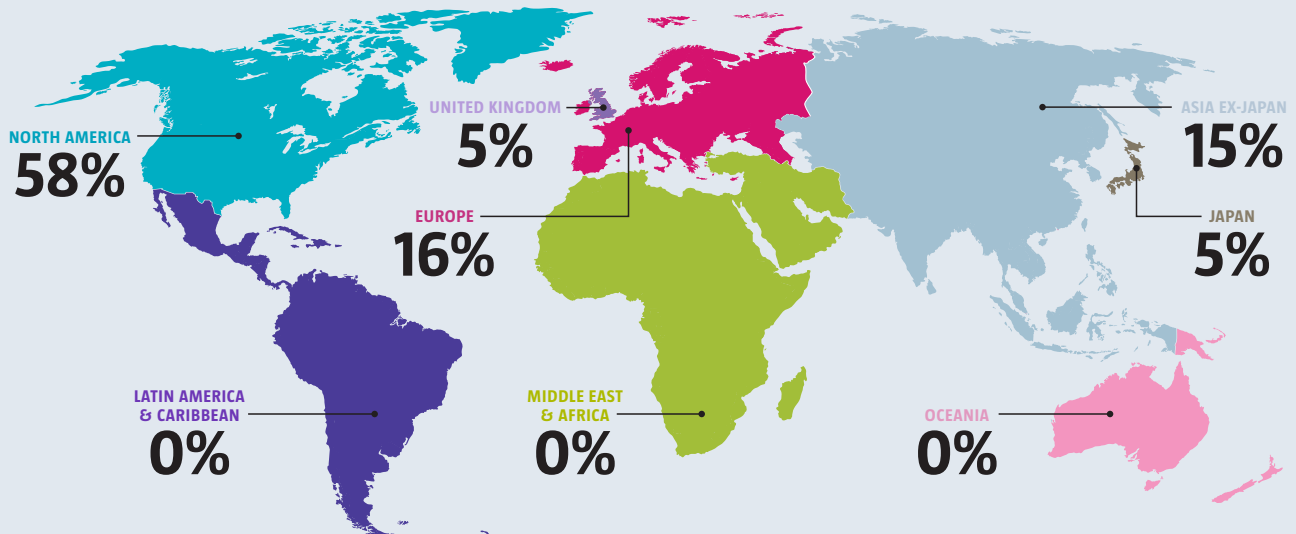 NORTH AMERICA
58%
UNITED KINGDOM
5%
EUROPE
16%
ASIA EX-JAPAN
15%
JAPAN
5%
LATIN AMERICA
& CARIBBEAN
0%
MIDDLE EAST
& AFRICA
0%
OCEANIA
0%